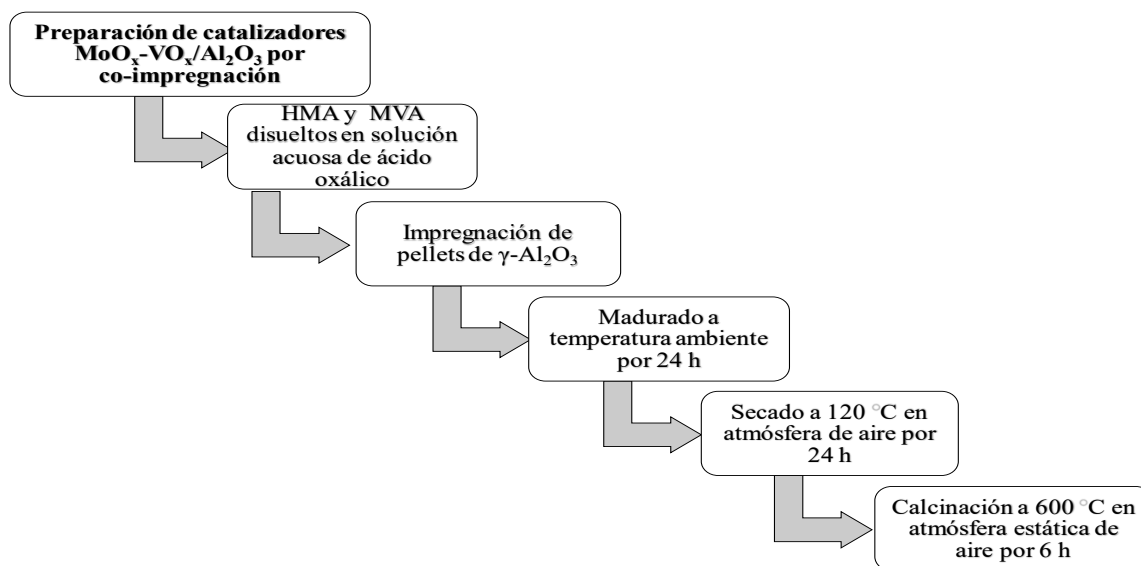 Preparación de catalizadores
MoOₓ-VOₓ/Al₂O₃ por
co-impregnación
HMA y MVA
disueltos en solución
acuosa de ácido
oxálico
Impregnación de
pellets de γ-Al₂O₃
Madurado a
temperatura ambiente
por 24 h
Secado a 120 °C en
atmósfera de aire por
24 h
Calcinación a 600 °C en
atmósfera estática de
aire por 6 h